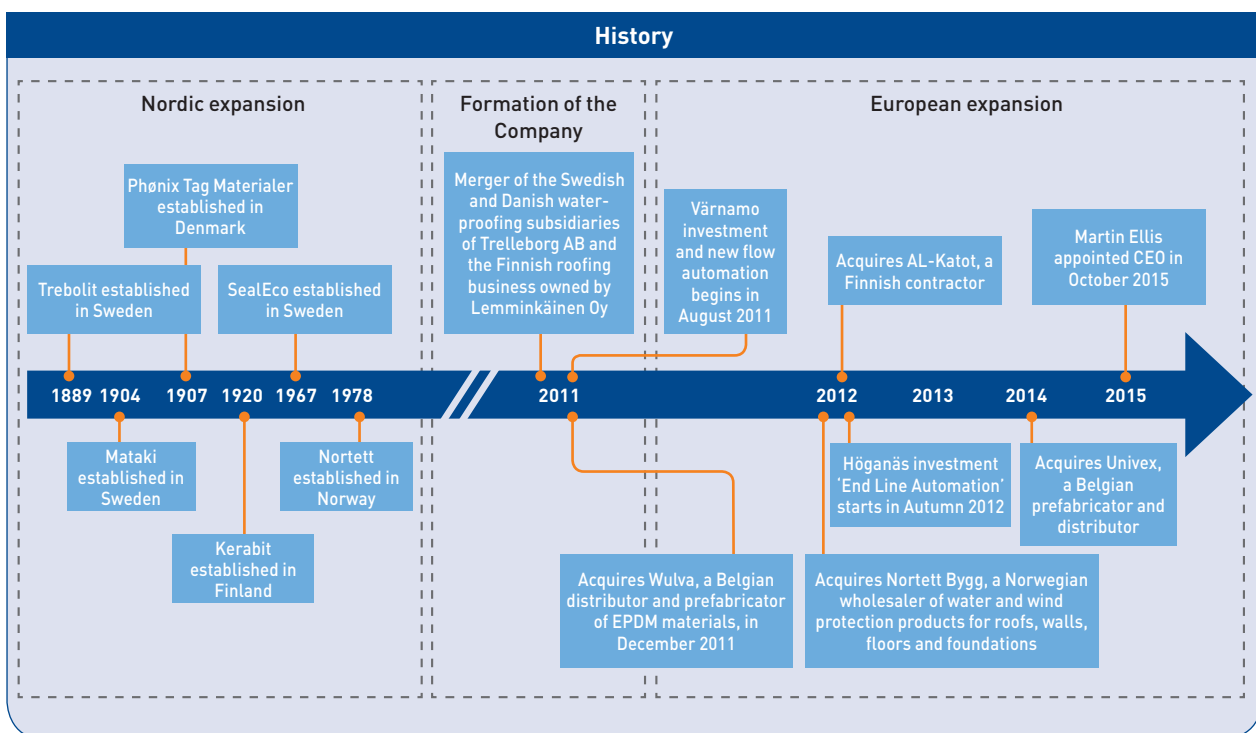 History
Nordic expansion
Phønix Tag Materialer
established in
Denmark
Trebolit established
in Sweden
SealEco established
in Sweden
1889 1904 1907 1920 1967 1978
Mataki
established in
Sweden
Nortett
established in
Norway
Kerabit
established in
Finland
Formation of the
Company
Merger of the Swedish
and Danish water-
proofing subsidiaries
of Trelleborg AB and
the Finnish roofing
business owned by
Lemminkäinen Oy
2011
European expansion
Värnamo
investment
and new flow
automation
begins in
August 2011
Acquires AL-Katot, a
Finnish contractor
Martin Ellis
appointed CEO in
October 2015
2012 2013 2014 2015
Höganäs investment
‘End Line Automation’
starts in Autumn 2012
Acquires Univex,
a Belgian
prefabricator and
distributor
Acquires Wulva, a Belgian
distributor and prefabricator
of EPDM materials, in
December 2011
Acquires Nortett Bygg, a Norwegian
wholesaler of water and wind
protection products for roofs, walls,
floors and foundations